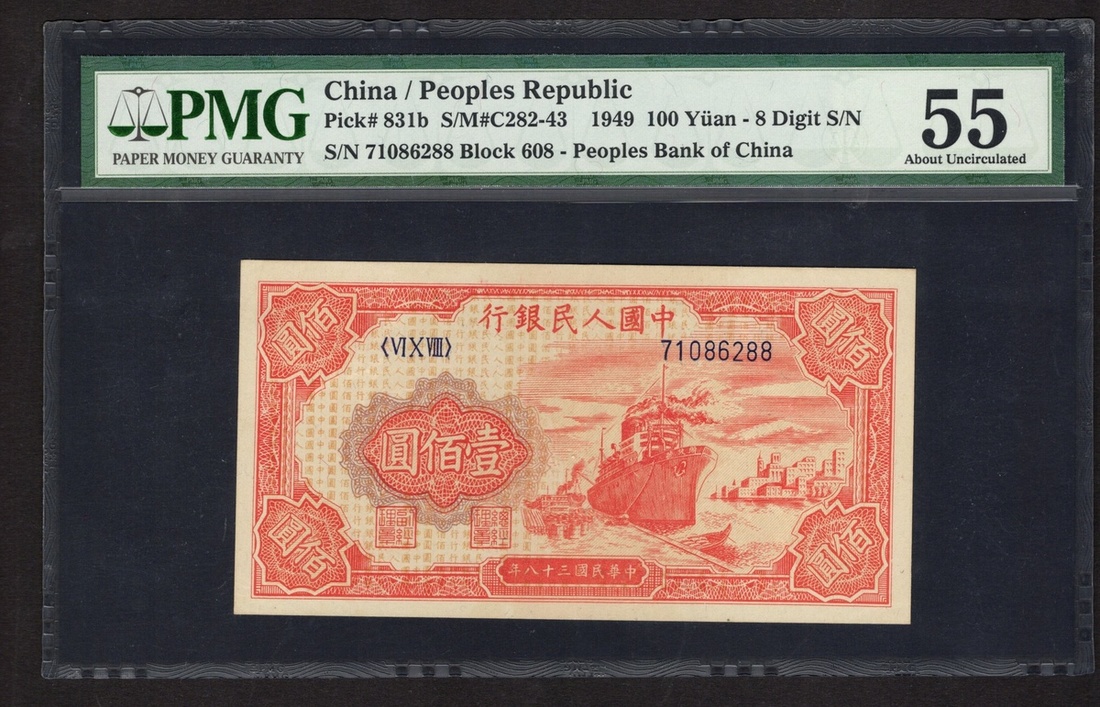 PMG
PAPER MONEY GUARANTY
China / Peoples Republic
Pick# 831b S/M#C282-43 1949 100 Yüan - 8 Digit S/N
S/N 71086288 Block 608 - Peoples Bank of China
55
About Uncirculated
行銀民人國中
佰圓
佰圓
〈VI X VIII〉
71086288
圓佰壹
佰圓
佰圓
年八十三國民華中